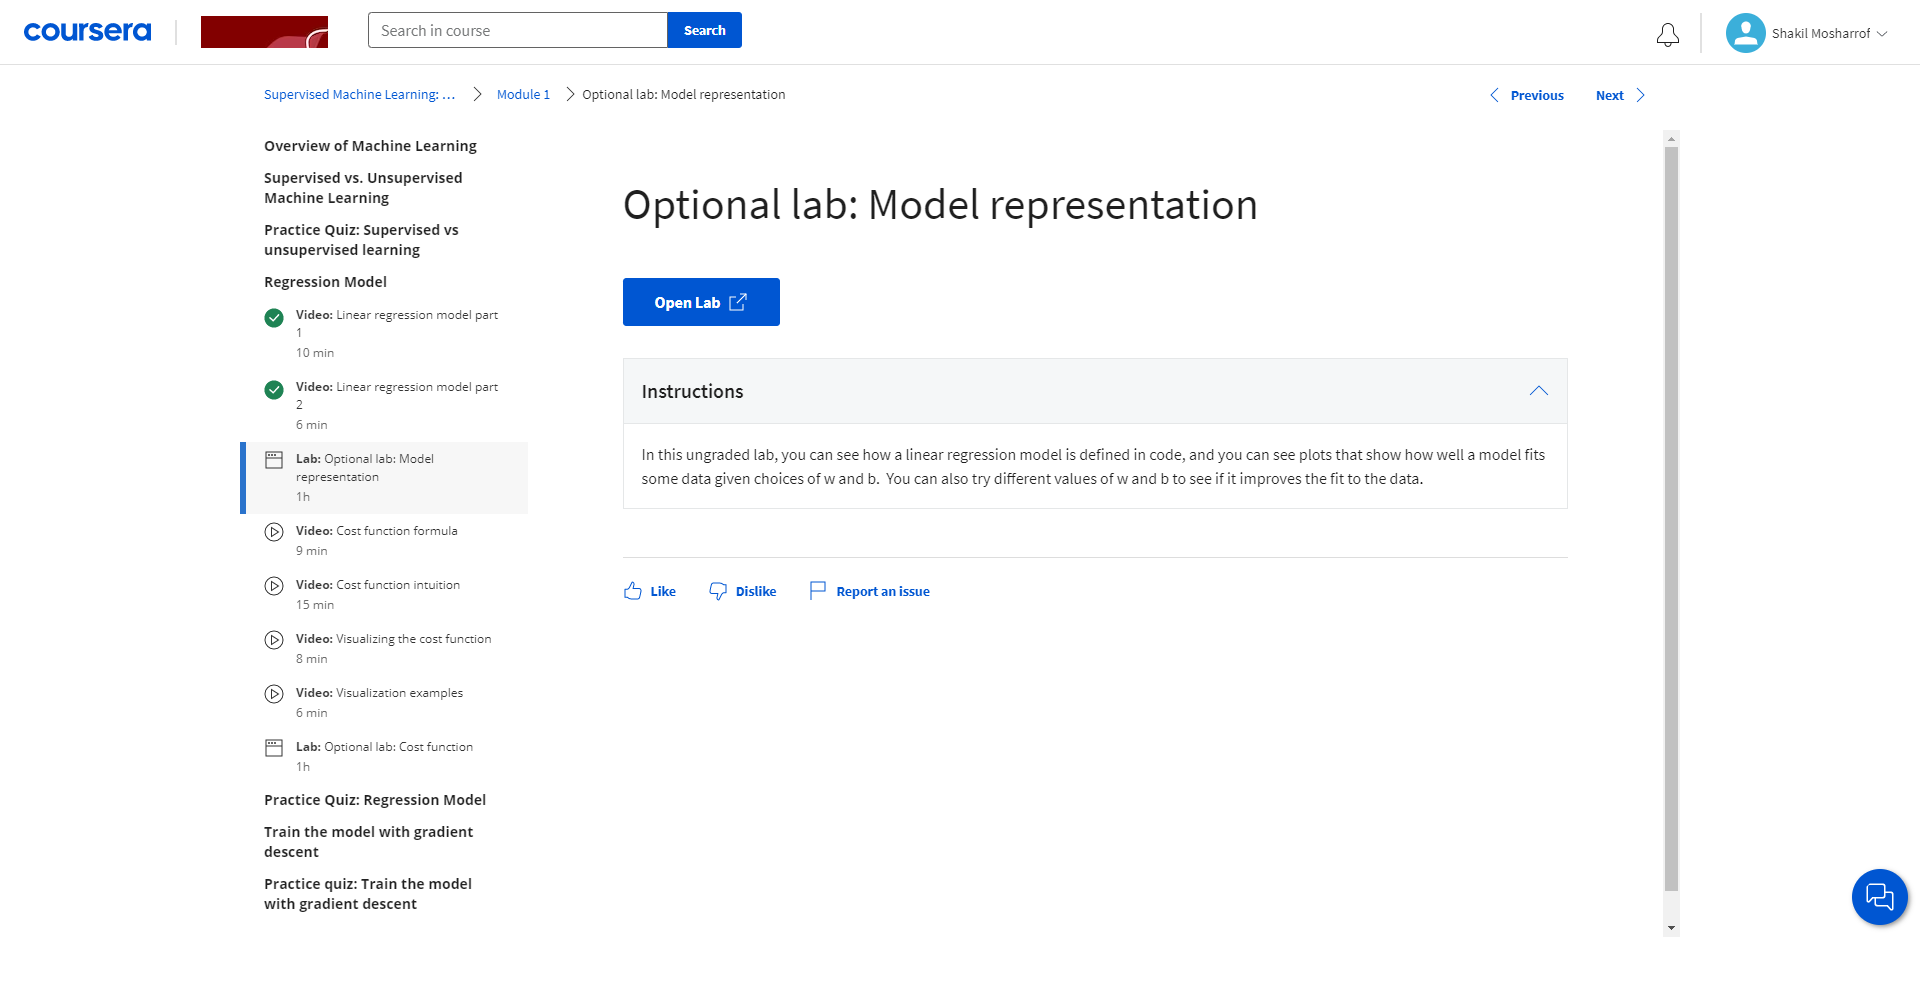 coursera
Search in course
Search
Shakil Mosharrof
Supervised Machine Learning: ...
Module 1
Optional lab: Model representation
Previous
Next
Overview of Machine Learning
Supervised vs. Unsupervised
Machine Learning
Practice Quiz: Supervised vs
unsupervised learning
Regression Model
Video: Linear regression model part
1
10 min
Video: Linear regression model part
2
6 min
Lab: Optional lab: Model
representation
1h
Video: Cost function formula
9 min
Video: Cost function intuition
15 min
Video: Visualizing the cost function
8 min
Video: Visualization examples
6 min
Lab: Optional lab: Cost function
1h
Practice Quiz: Regression Model
Train the model with gradient
descent
Practice quiz: Train the model
with gradient descent
Optional lab: Model representation
Open Lab
Instructions
In this ungraded lab, you can see how a linear regression model is defined in code, and you can see plots that show how well a model fits
some data given choices of w and b.  You can also try different values of w and b to see if it improves the fit to the data.
Like
Dislike
Report an issue